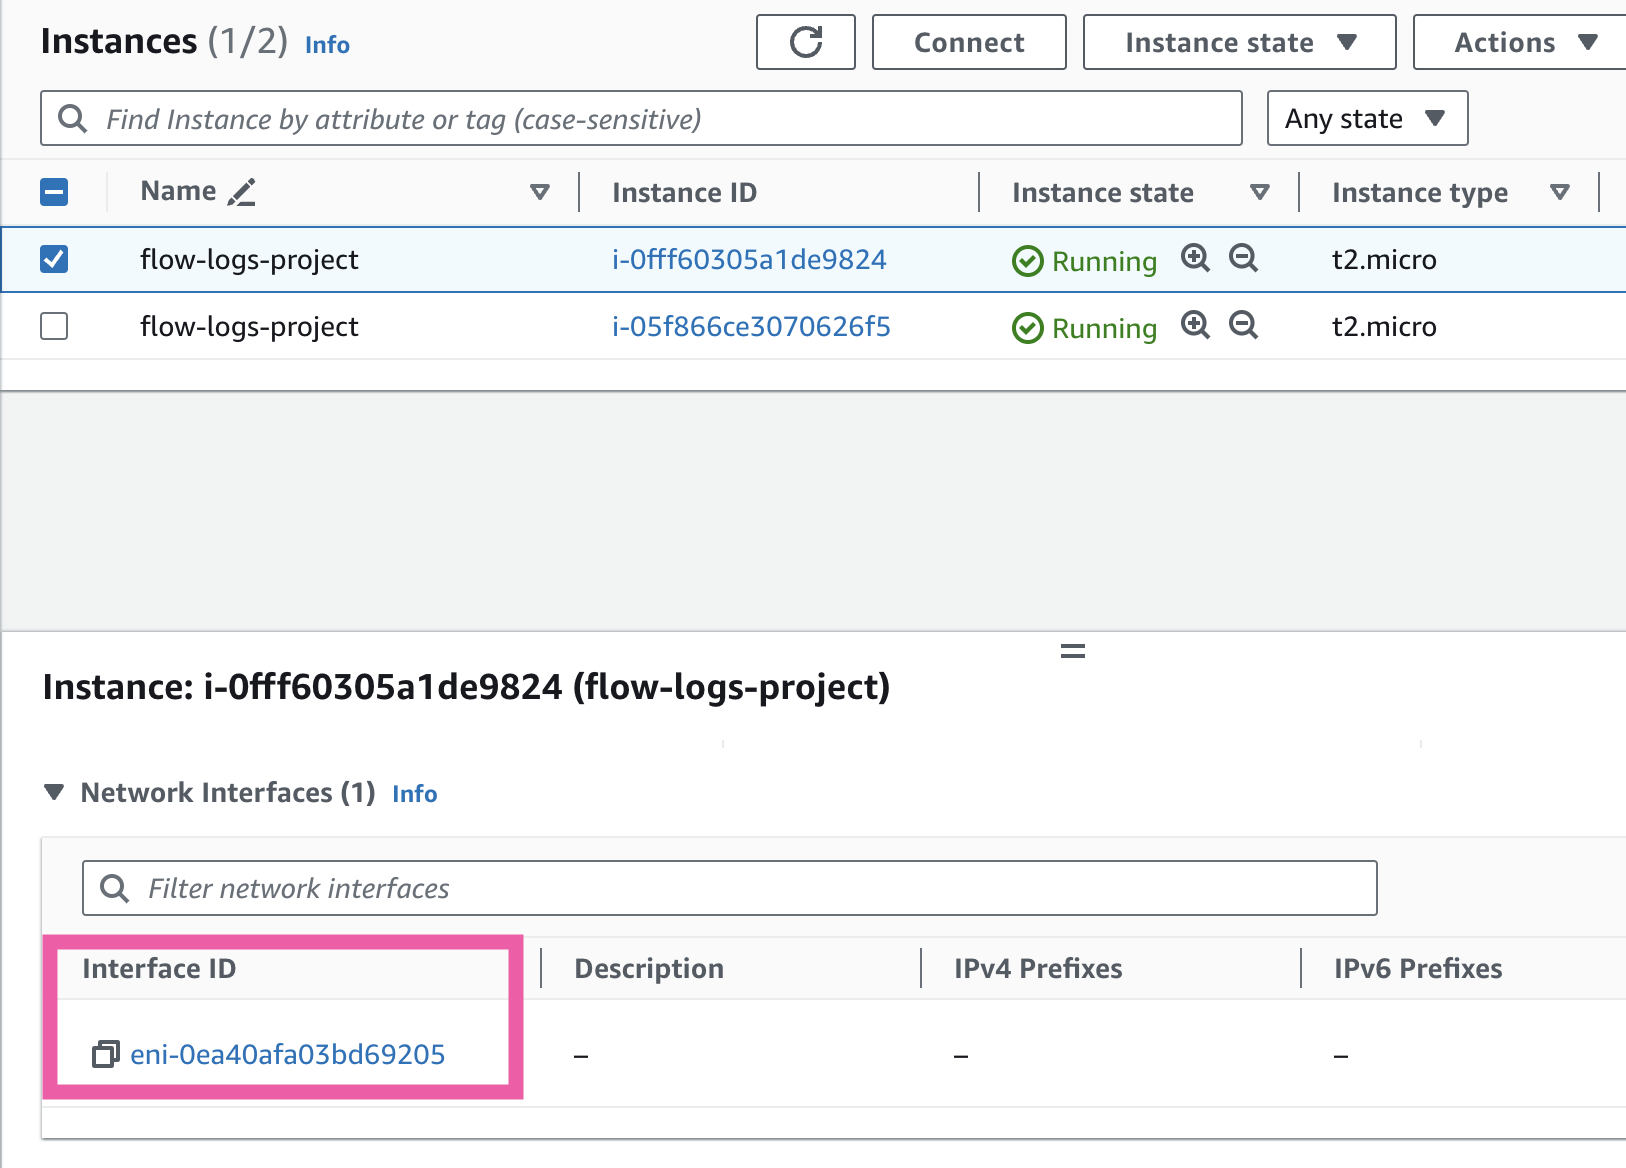 Instances (1/2) Info Connect Instance state Actions
Find Instance by attribute or tag (case-sensitive) Any state
Name Instance ID Instance state Instance type
flow-logs-project i-0fff60305a1de9824 Running t2.micro
flow-logs-project i-05f866ce3070626f5 Running t2.micro
Instance: i-0fff60305a1de9824 (flow-logs-project)
Network Interfaces (1) Info
Filter network interfaces
Interface ID Description IPv4 Prefixes IPv6 Prefixes
eni-0ea40afa03bd69205 – – –